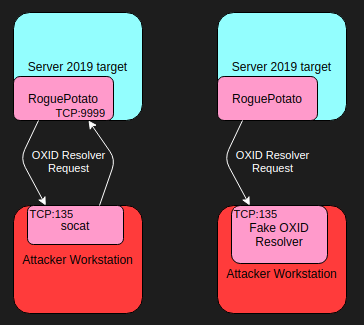 Server 2019 target
RoguePotato
TCP:9999
OXID Resolver
Request
TCP:135
socat
Attacker Workstation
Server 2019 target
RoguePotato
OXID Resolver
Request
TCP:135
Fake OXID
Resolver
Attacker Workstation